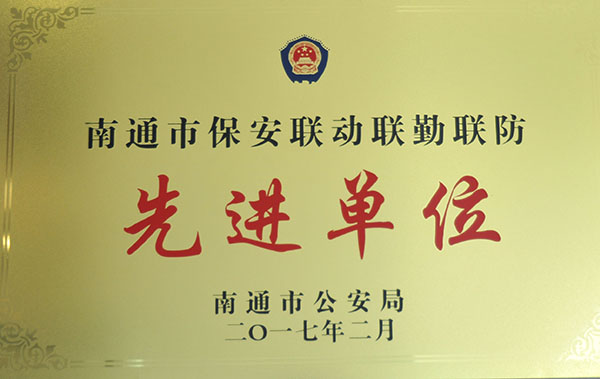 南通市保安联动联勤联防
先进单位
南通市公安局
二〇一七年二月